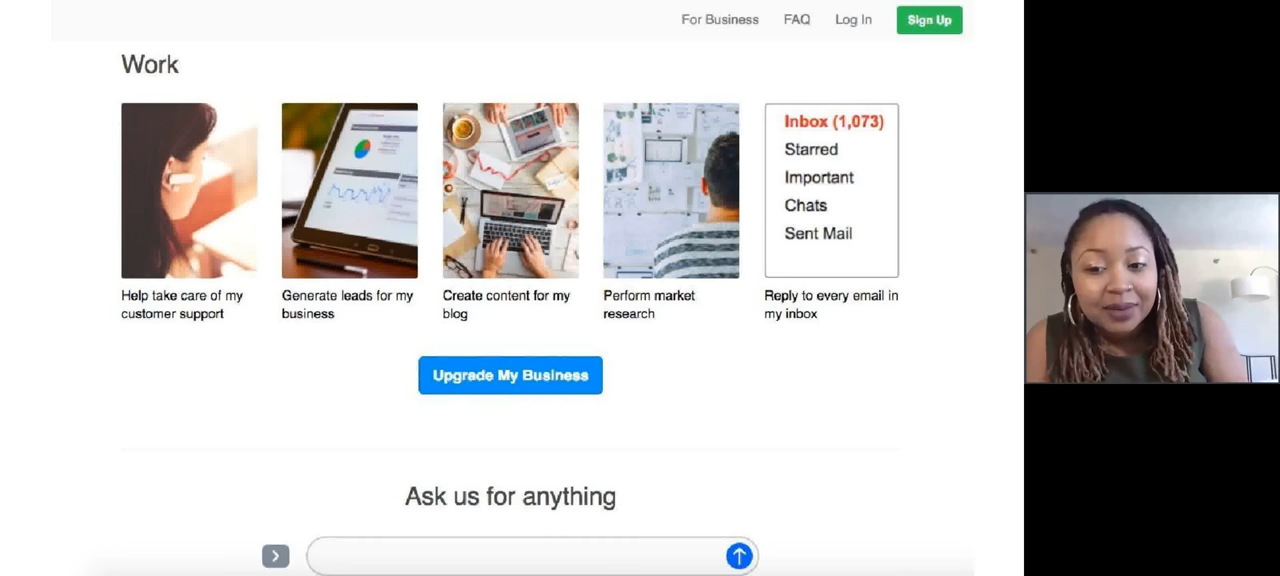 For Business FAQ Log In Sign Up
Work
Inbox (1,073)
Starred
Important
Chats
Sent Mail
Help take care of my
customer support
Generate leads for my
business
Create content for my
blog
Perform market
research
Reply to every email in
my inbox
Upgrade My Business
Ask us for anything